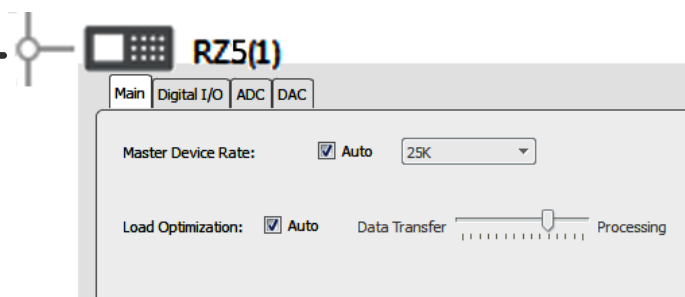 RZ5(1)
Main Digital I/O ADC DAC
Master Device Rate: Auto 25K
Load Optimization: Auto Data Transfer Processing